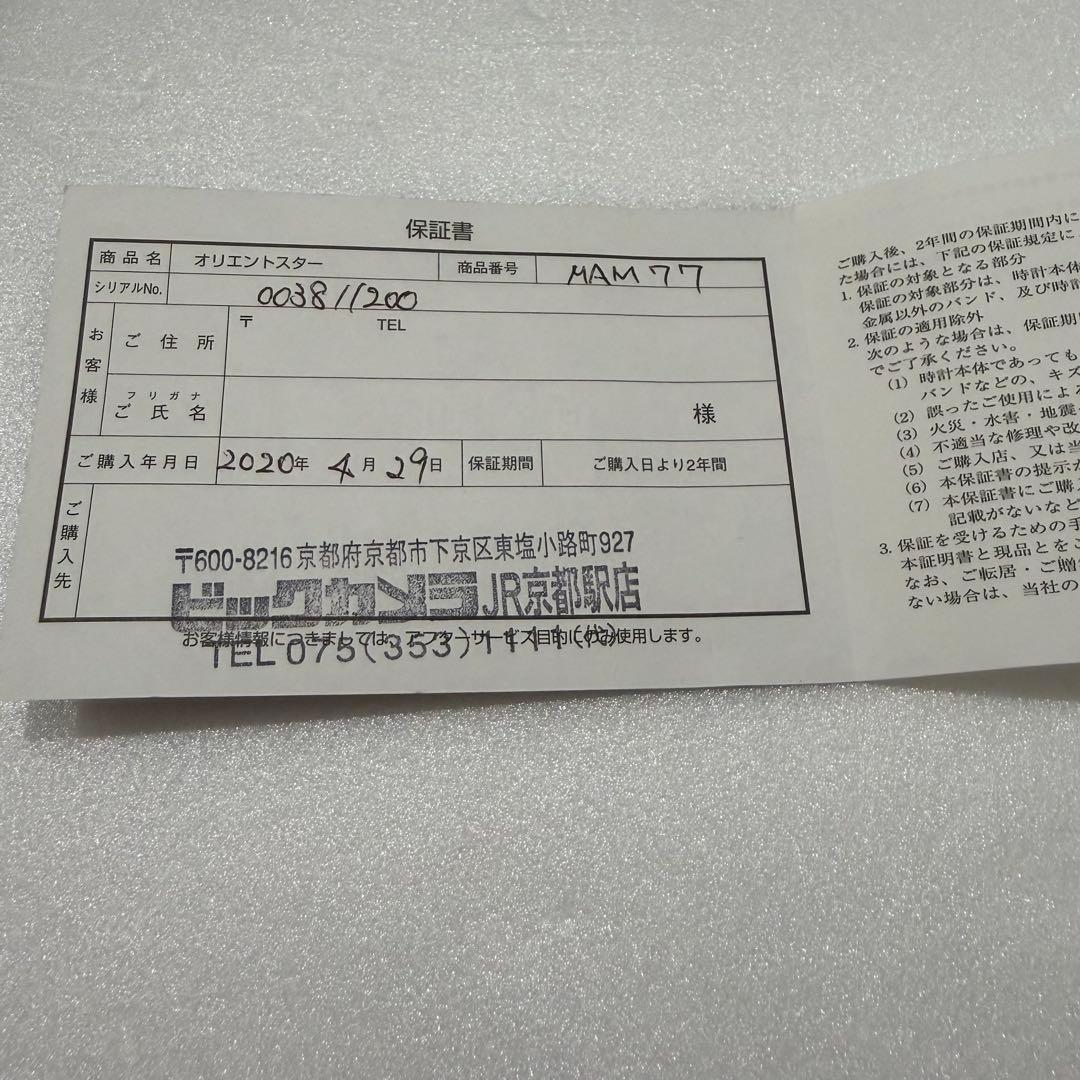 保証書
商品名 オリエントスター 商品番号 MAM77
シリアルNo. 003811200
お客様
ご住所 〒 TEL
フリガナ
ご氏名 様
ご購入年月日 2020年 4月 29日 保証期間 ご購入日より2年間
ご購入先
〒600-8216 京都府京都市下京区東塩小路町927
ビックカメラ JR京都駅店
TEL 075(353)1111(代)
お客様情報につきましては、アフターサービス目的にのみ使用します。
ご購入後、2年間の保証期間内に
た場合には、下記の保証規定に
1. 保証の対象となる部分
保証の対象部分は、時計本体
金属以外のバンド、及び時計
2. 保証の適用除外
次のような場合は、保証期
でご了承ください。
(1) 時計本体であっても
バンドなどの、キズ
(2) 誤ったご使用によ
(3) 火災・水害・地震
(4) 不適当な修理や改
(5) ご購入店、又は当
(6) 本保証書の提示が
(7) 本保証書にご購入
記載がないなど
3. 保証を受けるための手
本証明書と現品とをご
なお、ご転居・ご贈
ない場合は、当社の